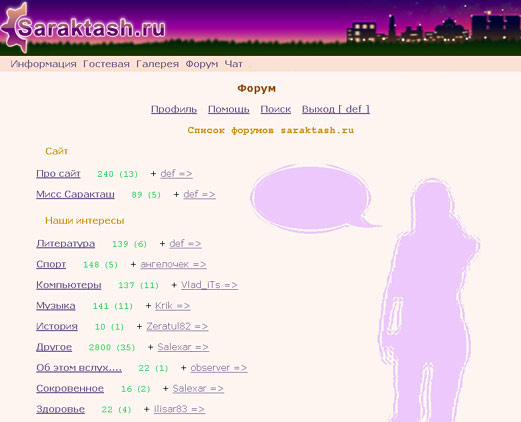 Saraktash.ru
Информация Гостевая Галерея Форум Чат
Форум
Профиль Помощь Поиск Выход [ def ]
Список форумов saraktash.ru
Сайт
Про сайт 240 (13) + def =>
Мисс Саракташ 89 (5) + def =>
Наши интересы
Литература 139 (6) + def =>
Спорт 148 (5) + ангелочек =>
Компьютеры 137 (11) + Vlad_iTs =>
Музыка 141 (11) + Krik =>
История 10 (1) + Zeratul82 =>
Другое 2800 (35) + Salexar =>
Об этом вслух.... 22 (1) + observer =>
Сокровенное 16 (2) + Salexar =>
Здоровье 22 (4) + ilisar83 =>